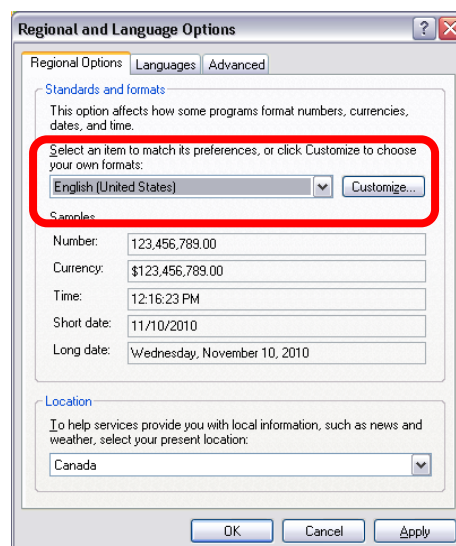 Regional and Language Options
Regional Options Languages Advanced
Standards and formats
This option affects how some programs format numbers, currencies,
dates, and time.
Select an item to match its preferences, or click Customize to choose
your own formats:
English (United States) Customize...
Samples
Number: 123,456,789.00
Currency: $123,456,789.00
Time: 12:16:23 PM
Short date: 11/10/2010
Long date: Wednesday, November 10, 2010
Location
To help services provide you with local information, such as news and
weather, select your present location:
Canada
OK Cancel Apply